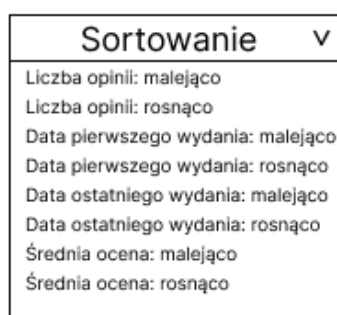 Sortowanie v
Liczba opinii: malejąco
Liczba opinii: rosnąco
Data pierwszego wydania: malejąco
Data pierwszego wydania: rosnąco
Data ostatniego wydania: malejąco
Data ostatniego wydania: rosnąco
Średnia ocena: malejąco
Średnia ocena: rosnąco